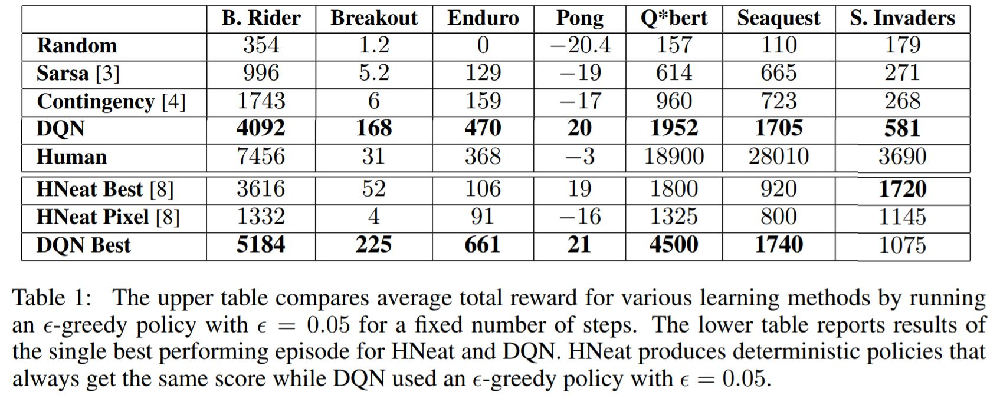 B. Rider Breakout Enduro Pong Q*bert Seaquest S. Invaders
Random 354 1.2 0 −20.4 157 110 179
Sarsa [3] 996 5.2 129 −19 614 665 271
Contingency [4] 1743 6 159 −17 960 723 268
DQN 4092 168 470 20 1952 1705 581
Human 7456 31 368 −3 18900 28010 3690
HNeat Best [8] 3616 52 106 19 1800 920 1720
HNeat Pixel [8] 1332 4 91 −16 1325 800 1145
DQN Best 5184 225 661 21 4500 1740 1075
Table 1: The upper table compares average total reward for various learning methods by running
an ϵ-greedy policy with ϵ = 0.05 for a fixed number of steps. The lower table reports results of
the single best performing episode for HNeat and DQN. HNeat produces deterministic policies that
always get the same score while DQN used an ϵ-greedy policy with ϵ = 0.05.